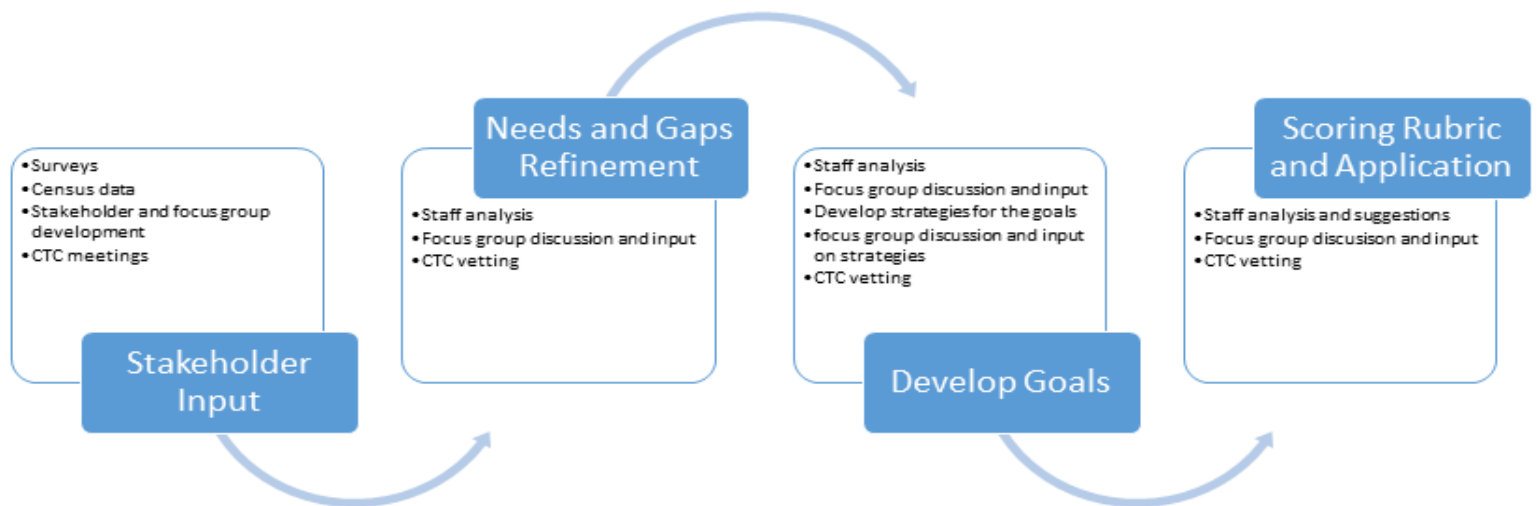 •Surveys
•Census data
•Stakeholder and focus group
development
•CTC meetings
Stakeholder
Input
Needs and Gaps
Refinement
•Staff analysis
•Focus group discussion and input
•CTC vetting
•Staff analysis
•Focus group discussion and input
•Develop strategies for the goals
•focus group discussion and input
on strategies
•CTC vetting
Develop Goals
Scoring Rubric
and Application
•Staff analysis and suggestions
•Focus group discusison and input
•CTC vetting